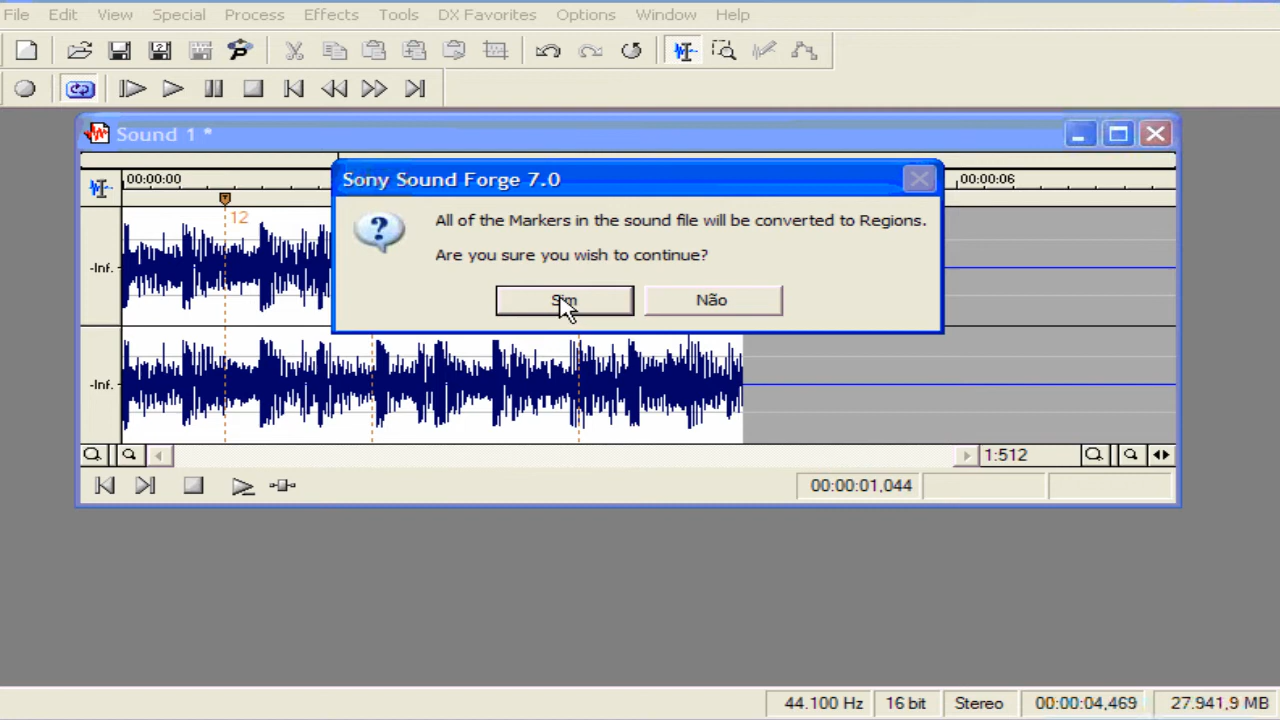 File Edit View Special Process Effects Tools DX Favorites Options Window Help
Sound 1 *
00:00:00
00:00:06
12
Sony Sound Forge 7.0
All of the Markers in the sound file will be converted to Regions.
Are you sure you wish to continue?
Sim Não
-Inf.
-Inf.
1:512
00:00:01,044
44.100 Hz 16 bit Stereo 00:00:04,469 27.941,9 MB